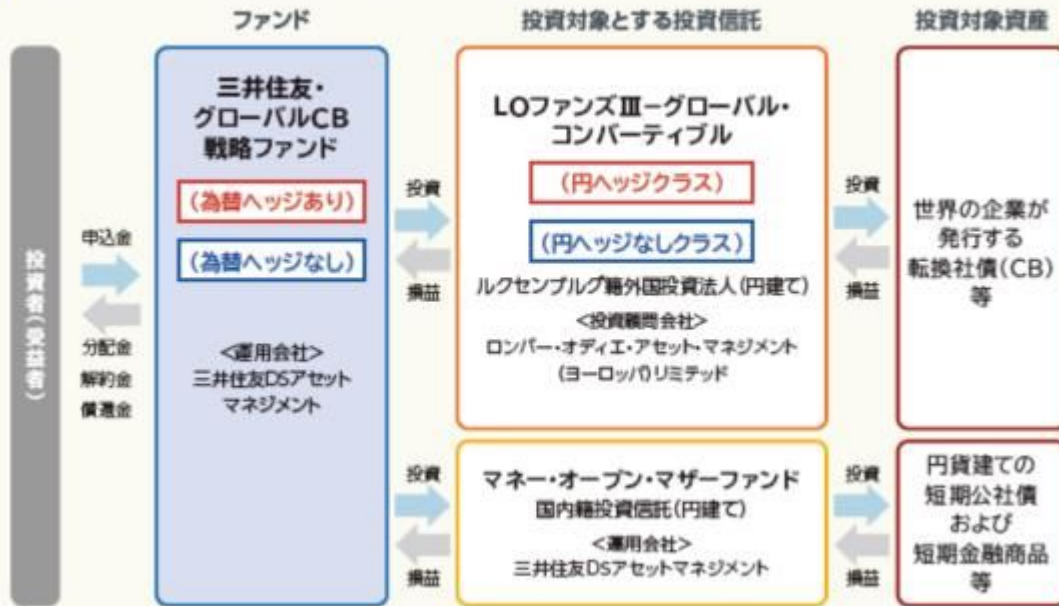 ファンド
投資対象とする投資信託
投資対象資産
投資者(受益者)
申込金
分配金
解約金
償還金
三井住友・
グローバルCB
戦略ファンド
(為替ヘッジあり)
(為替ヘッジなし)
<運用会社>
三井住友DSアセット
マネジメント
投資
損益
LOファンズⅢ−グローバル・
コンバーティブル
(円ヘッジクラス)
(円ヘッジなしクラス)
ルクセンブルグ籍外国投資法人(円建て)
<投資顧問会社>
ロンバー・オディエ・アセット・マネジメント
(ヨーロッパ)リミテッド
投資
損益
世界の企業が
発行する
転換社債(CB)
等
投資
損益
マネー・オープン・マザーファンド
国内籍投資信託(円建て)
<運用会社>
三井住友DSアセットマネジメント
投資
損益
円貨建ての
短期公社債
および
短期金融商品
等